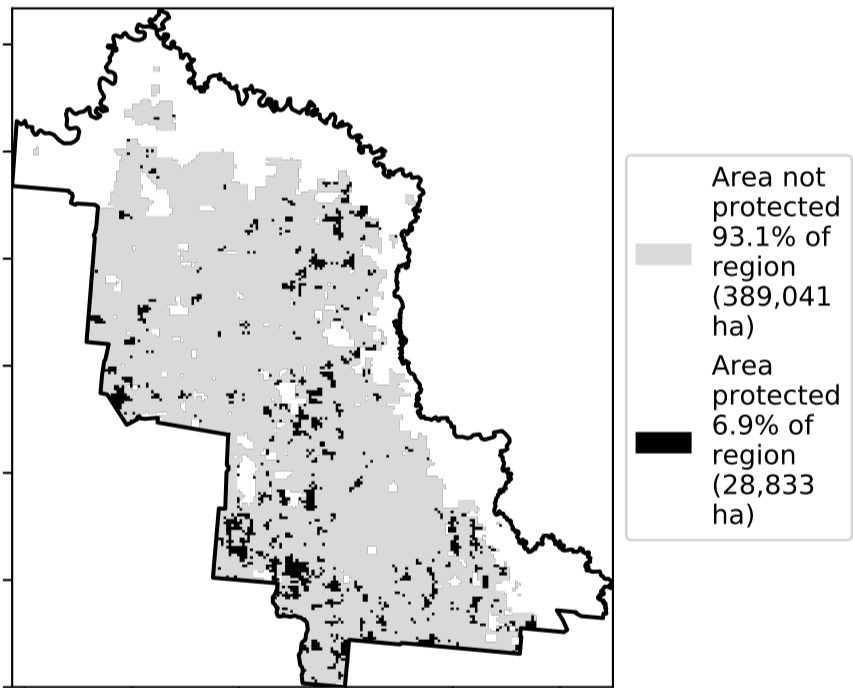 Area not
protected
93.1% of
region
(389,041
ha)
Area
protected
6.9% of
region
(28,833
ha)